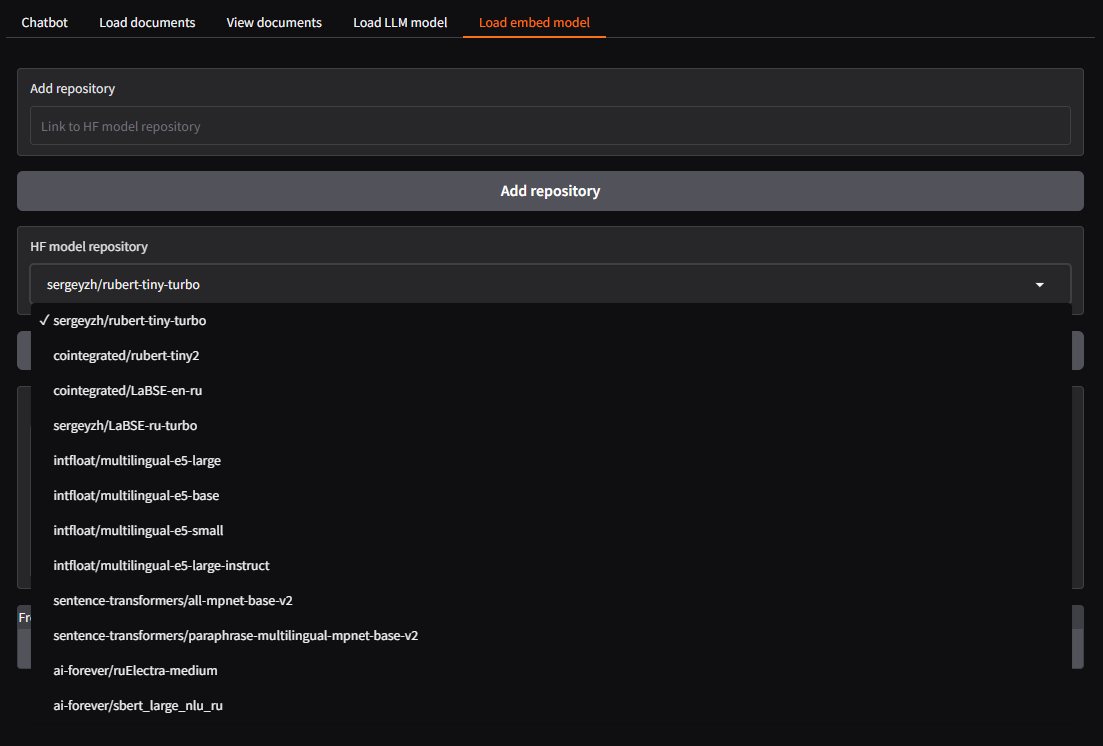 Chatbot Load documents View documents Load LLM model Load embed model
Add repository
Link to HF model repository
Add repository
HF model repository
sergeyzh/rubert-tiny-turbo
✓ sergeyzh/rubert-tiny-turbo
cointegrated/rubert-tiny2
cointegrated/LaBSE-en-ru
sergeyzh/LaBSE-ru-turbo
intfloat/multilingual-e5-large
intfloat/multilingual-e5-base
intfloat/multilingual-e5-small
intfloat/multilingual-e5-large-instruct
sentence-transformers/all-mpnet-base-v2
sentence-transformers/paraphrase-multilingual-mpnet-base-v2
ai-forever/ruElectra-medium
ai-forever/sbert_large_nlu_ru